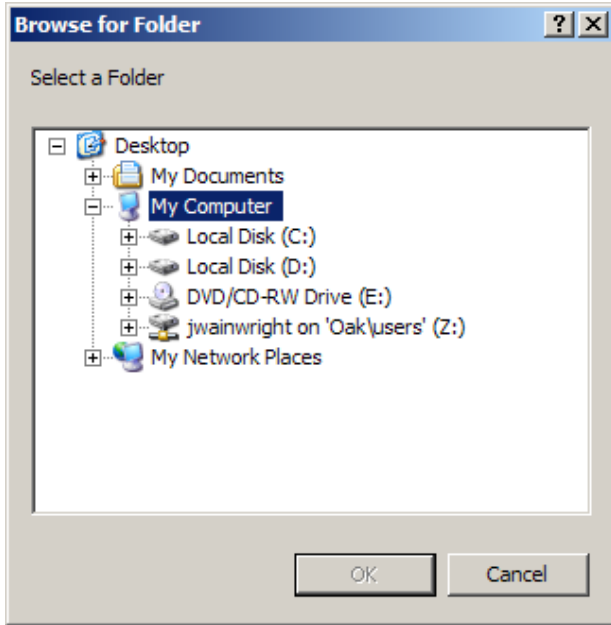 Browse for Folder
Select a Folder
Desktop
My Documents
My Computer
Local Disk (C:)
Local Disk (D:)
DVD/CD-RW Drive (E:)
jwainwright on 'Oak\users' (Z:)
My Network Places
OK Cancel